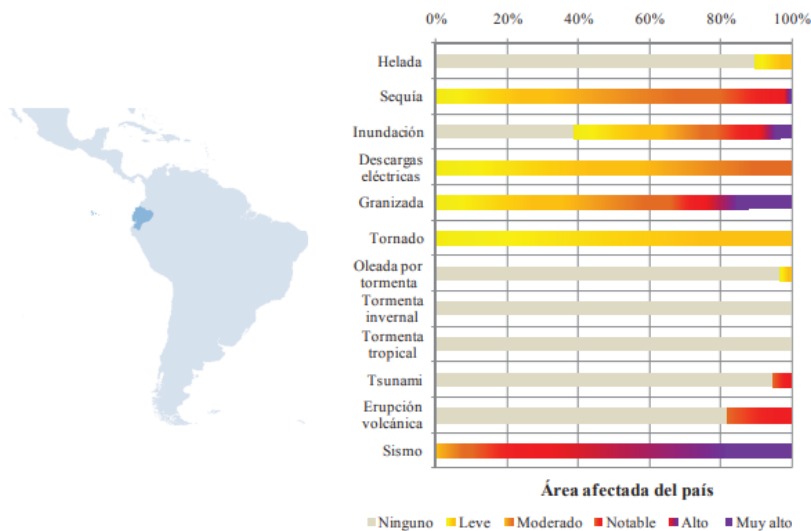 0% 20% 40% 60% 80% 100%
Helada
Sequía
Inundación
Descargas
eléctricas
Granizada
Tornado
Oleada por
tormenta
Tormenta
invernal
Tormenta
tropical
Tsunami
Erupción
volcánica
Sismo
Área afectada del país
Ninguno Leve Moderado Notable Alto Muy alto